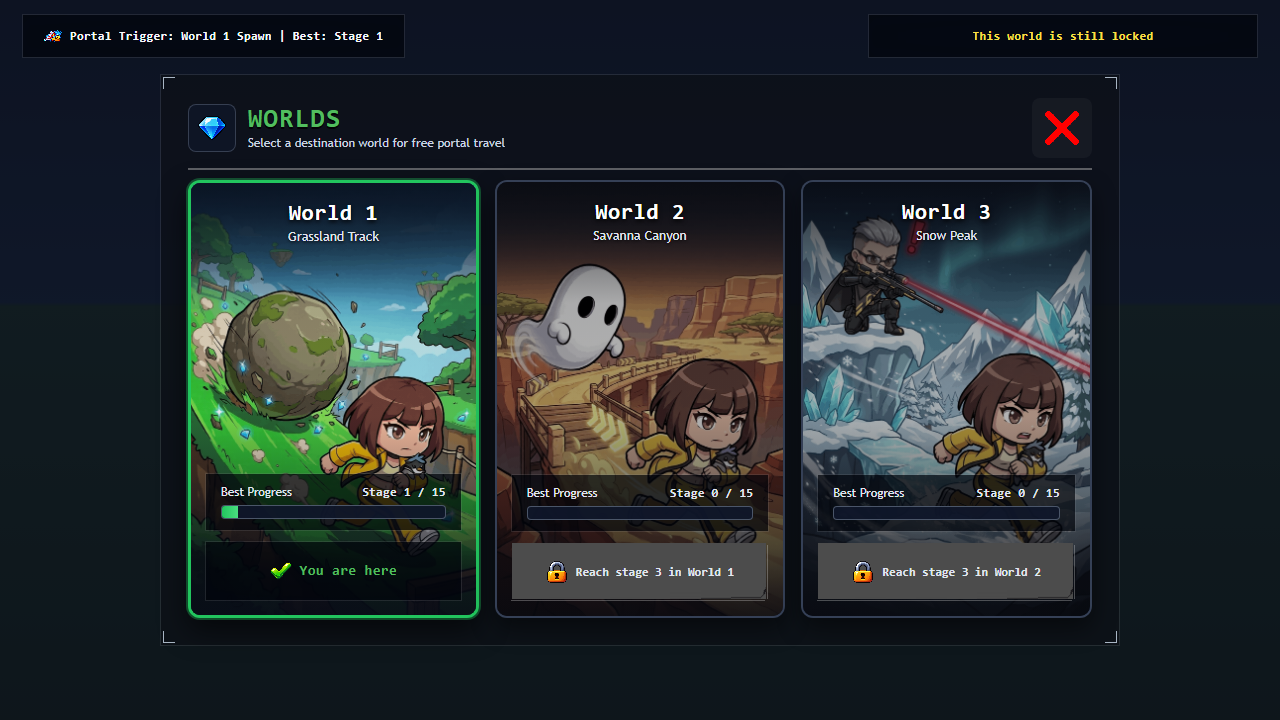 Portal Trigger: World 1 Spawn | Best: Stage 1
This world is still locked
WORLDS
Select a destination world for free portal travel
World 1
Grassland Track
Best Progress
Stage 1 / 15
You are here
World 2
Savanna Canyon
Best Progress
Stage 0 / 15
Reach stage 3 in World 1
World 3
Snow Peak
Best Progress
Stage 0 / 15
Reach stage 3 in World 2